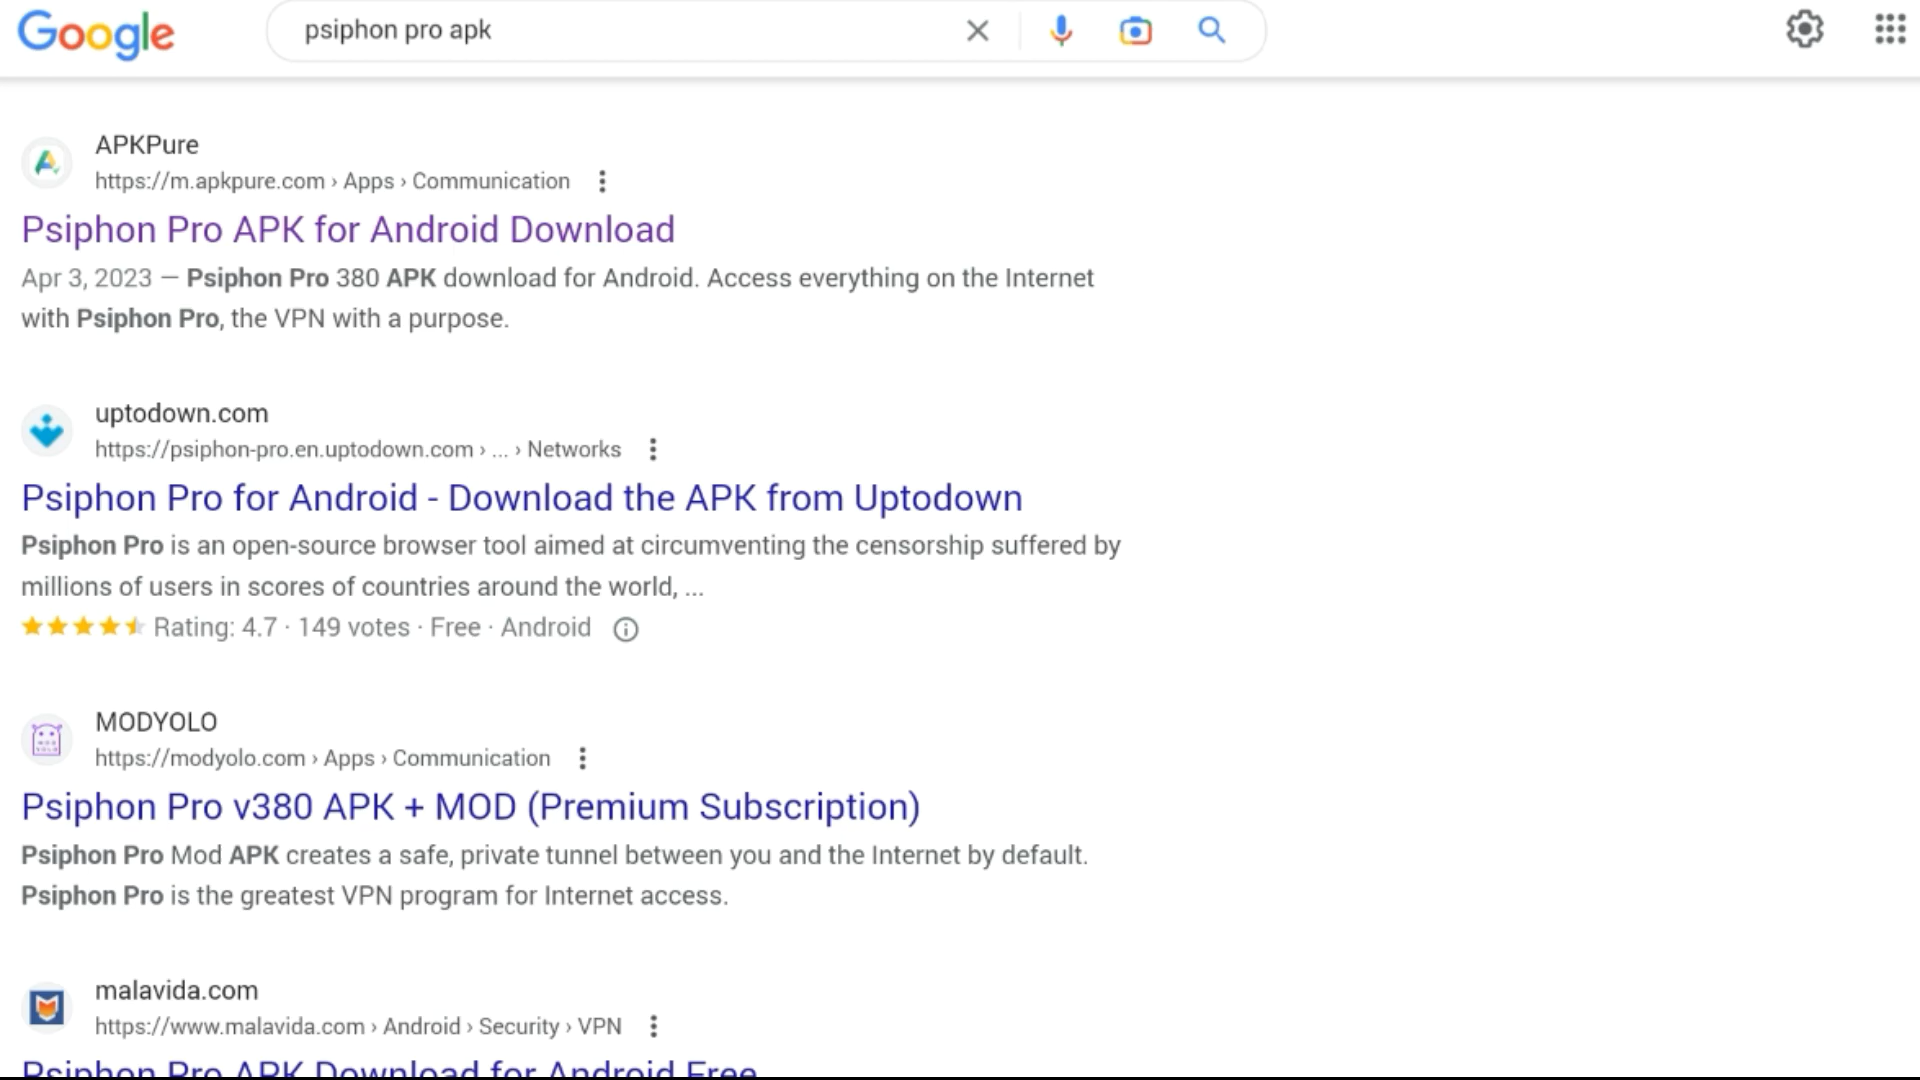 Google
psiphon pro apk
APKPure
https://m.apkpure.com › Apps › Communication
Psiphon Pro APK for Android Download
Apr 3, 2023 — Psiphon Pro 380 APK download for Android. Access everything on the Internet
with Psiphon Pro, the VPN with a purpose.
uptodown.com
https://psiphon-pro.en.uptodown.com › ... › Networks
Psiphon Pro for Android - Download the APK from Uptodown
Psiphon Pro is an open-source browser tool aimed at circumventing the censorship suffered by
millions of users in scores of countries around the world, ...
Rating: 4.7 · 149 votes · Free · Android
MODYOLO
https://modyolo.com › Apps › Communication
Psiphon Pro v380 APK + MOD (Premium Subscription)
Psiphon Pro Mod APK creates a safe, private tunnel between you and the Internet by default.
Psiphon Pro is the greatest VPN program for Internet access.
malavida.com
https://www.malavida.com › Android › Security › VPN
Psiphon Pro APK Download for Android Free